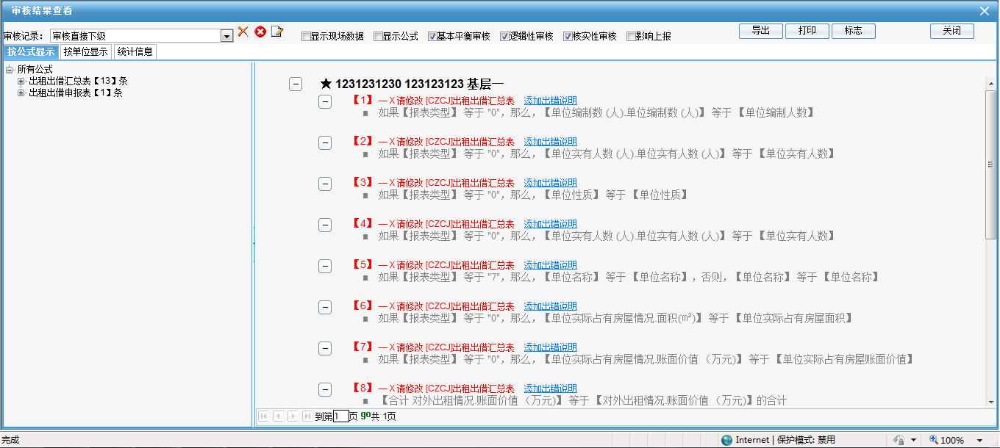 审核结果查看
审核记录: 审核直接下级 显示现场数据 显示公式 基本平衡审核 逻辑性审核 核实性审核 影响上报 导出 打印 标志 关闭
按公式显示 按单位显示 统计信息
所有公式
出租出借汇总表【13】条
出租出借申报表【1】条
★ 1231231230 123123123 基层一
【1】 — X 请修改 [CZCJ]出租出借汇总表 添加出错说明
■ 如果【报表类型】 等于 "0", 那么, 【单位编制数 (人).单位编制数 (人)】 等于 【单位编制人数】
【2】 — X 请修改 [CZCJ]出租出借汇总表 添加出错说明
■ 如果【报表类型】 等于 "0", 那么, 【单位实有人数 (人).单位实有人数 (人)】 等于 【单位实有人数】
【3】 — X 请修改 [CZCJ]出租出借汇总表 添加出错说明
■ 如果【报表类型】 等于 "0", 那么, 【单位性质】 等于 【单位性质】
【4】 — X 请修改 [CZCJ]出租出借汇总表 添加出错说明
■ 如果【报表类型】 等于 "0", 那么, 【单位实有人数 (人).单位实有人数 (人)】 等于 【单位实有人数】
【5】 — X 请修改 [CZCJ]出租出借汇总表 添加出错说明
■ 如果【报表类型】 等于 "7", 那么, 【单位名称】 等于 【单位名称】, 否则, 【单位名称】 等于 【单位名称】
【6】 — X 请修改 [CZCJ]出租出借汇总表 添加出错说明
■ 如果【报表类型】 等于 "0", 那么, 【单位实际占有房屋情况.面积(㎡)】 等于 【单位实际占有房屋面积】
【7】 — X 请修改 [CZCJ]出租出借汇总表 添加出错说明
■ 如果【报表类型】 等于 "0", 那么, 【单位实际占有房屋情况.账面价值 (万元)】 等于 【单位实际占有房屋账面价值】
【8】 — X 请修改 [CZCJ]出租出借汇总表 添加出错说明
■ 【合计 对外出租情况.账面价值 (万元)】 等于 【对外出租情况.账面价值 (万元)】的合计
到第1页 go共 1页
完成 Internet | 保护模式: 禁用 100%